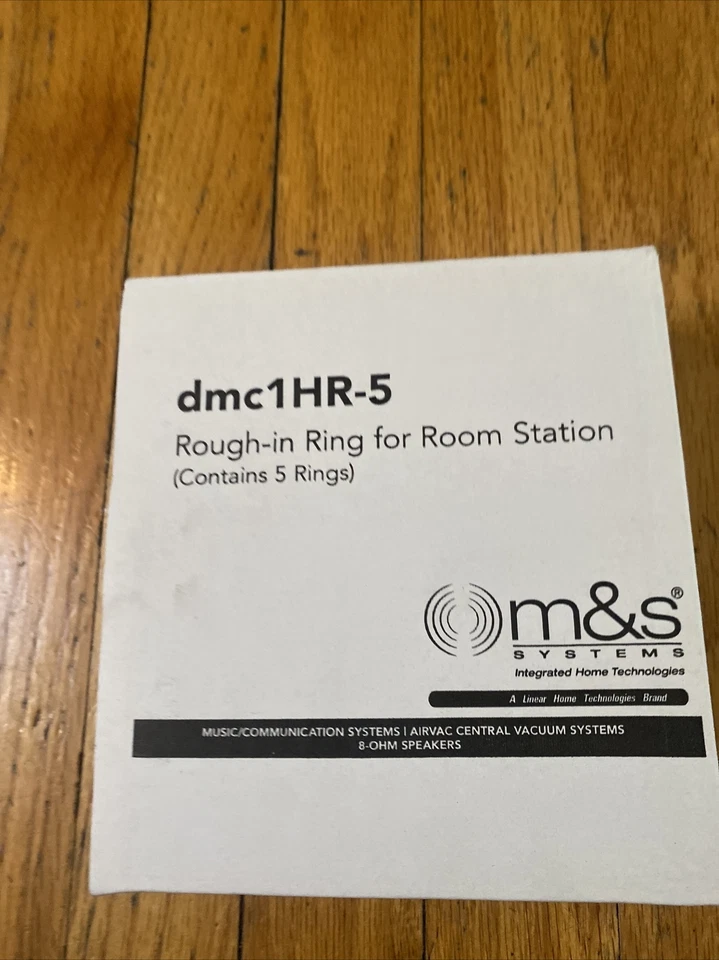 dmc1HR-5
Rough-in Ring for Room Station
(Contains 5 Rings)
m&s®
SYSTEMS
Integrated Home Technologies
A Linear Home Technologies Brand
MUSIC/COMMUNICATION SYSTEMS | AIRVAC CENTRAL VACUUM SYSTEMS
8-OHM SPEAKERS